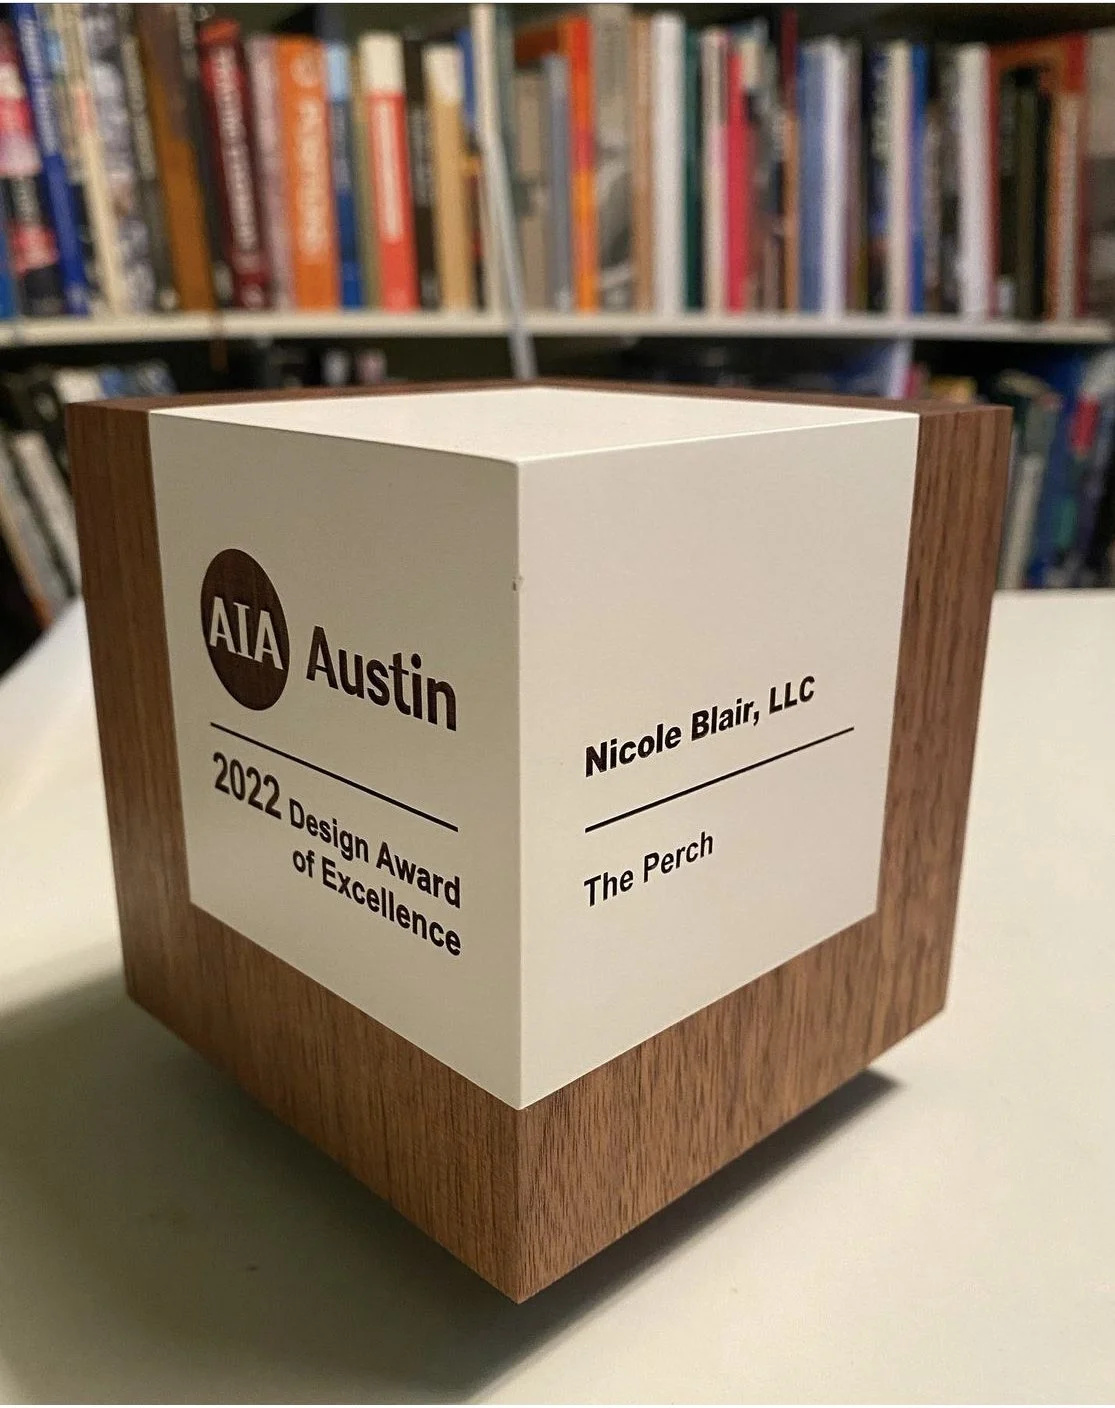 AIA Austin
2022 Design Award
of Excellence
Nicole Blair, LLC
The Perch